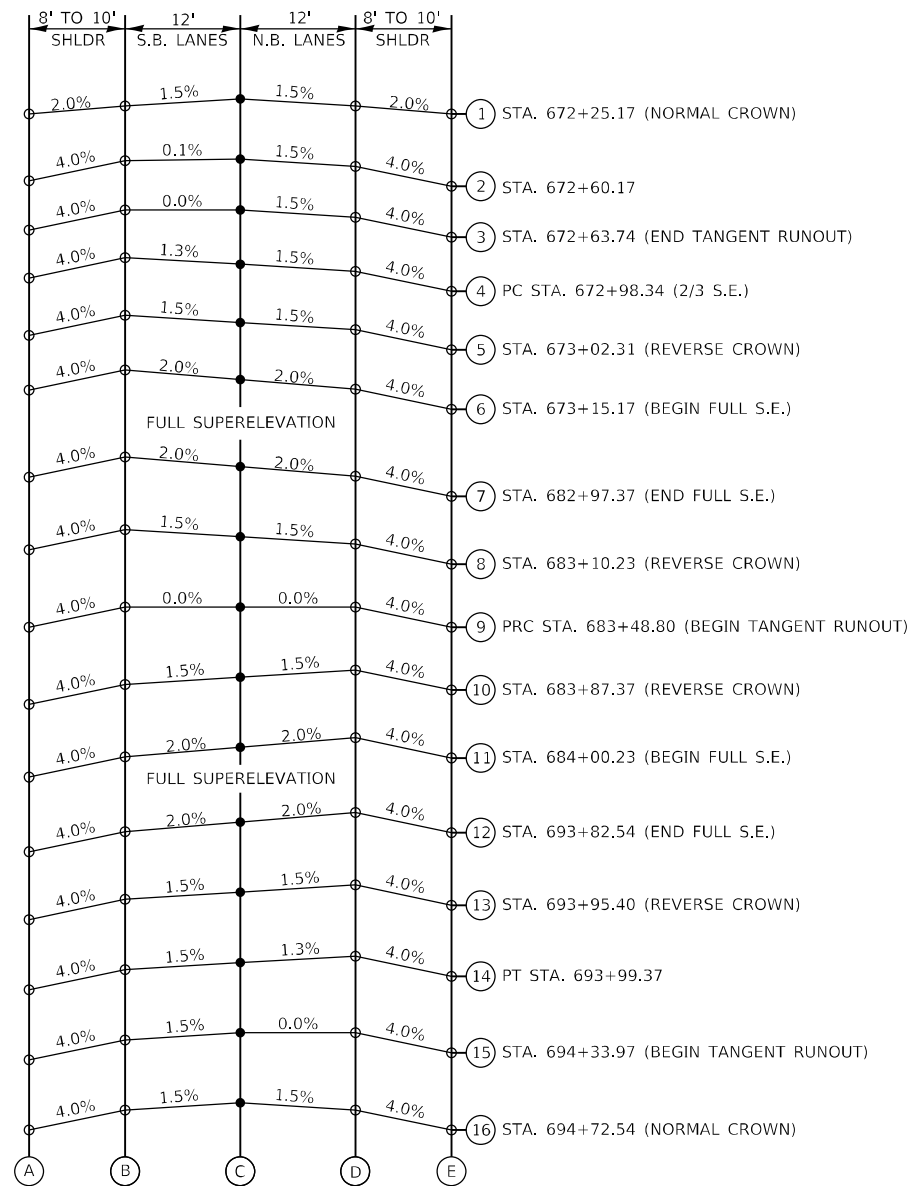 8' TO 10' 12' 12' 8' TO 10'
SHLDR S.B. LANES N.B. LANES SHLDR
2.0% 1.5% 1.5% 2.0% 1 STA. 672+25.17 (NORMAL CROWN)
4.0% 0.1% 1.5% 4.0% 2 STA. 672+60.17
4.0% 0.0% 1.5% 4.0% 3 STA. 672+63.74 (END TANGENT RUNOUT)
4.0% 1.3% 1.5% 4.0% 4 PC STA. 672+98.34 (2/3 S.E.)
4.0% 1.5% 1.5% 4.0% 5 STA. 673+02.31 (REVERSE CROWN)
4.0% 2.0% 2.0% 4.0% 6 STA. 673+15.17 (BEGIN FULL S.E.)
FULL SUPERELEVATION
4.0% 2.0% 2.0% 4.0% 7 STA. 682+97.37 (END FULL S.E.)
4.0% 1.5% 1.5% 4.0% 8 STA. 683+10.23 (REVERSE CROWN)
4.0% 0.0% 0.0% 4.0% 9 PRC STA. 683+48.80 (BEGIN TANGENT RUNOUT)
4.0% 1.5% 1.5% 4.0% 10 STA. 683+87.37 (REVERSE CROWN)
4.0% 2.0% 2.0% 4.0% 11 STA. 684+00.23 (BEGIN FULL S.E.)
FULL SUPERELEVATION
4.0% 2.0% 2.0% 4.0% 12 STA. 693+82.54 (END FULL S.E.)
4.0% 1.5% 1.5% 4.0% 13 STA. 693+95.40 (REVERSE CROWN)
4.0% 1.5% 1.3% 4.0% 14 PT STA. 693+99.37
4.0% 1.5% 0.0% 4.0% 15 STA. 694+33.97 (BEGIN TANGENT RUNOUT)
4.0% 1.5% 1.5% 4.0% 16 STA. 694+72.54 (NORMAL CROWN)
A B C D E